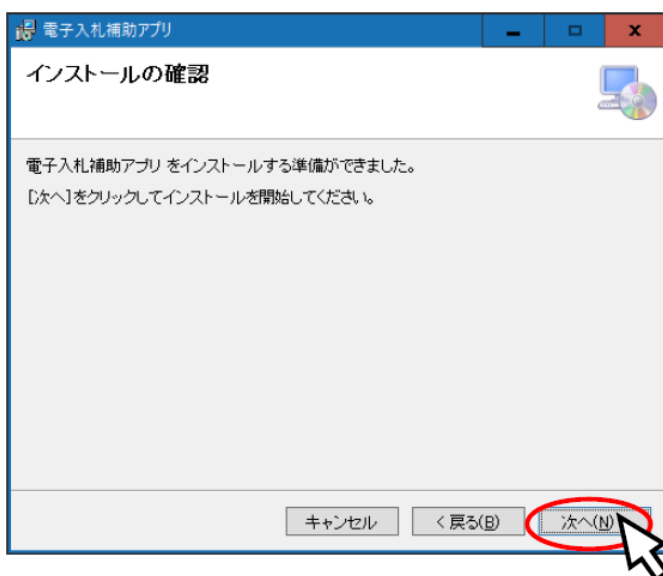 電子入札補助アプリ
インストールの確認
電子入札補助アプリ をインストールする準備ができました。
[次へ]をクリックしてインストールを開始してください。
キャンセル
< 戻る(B)
次へ(N)